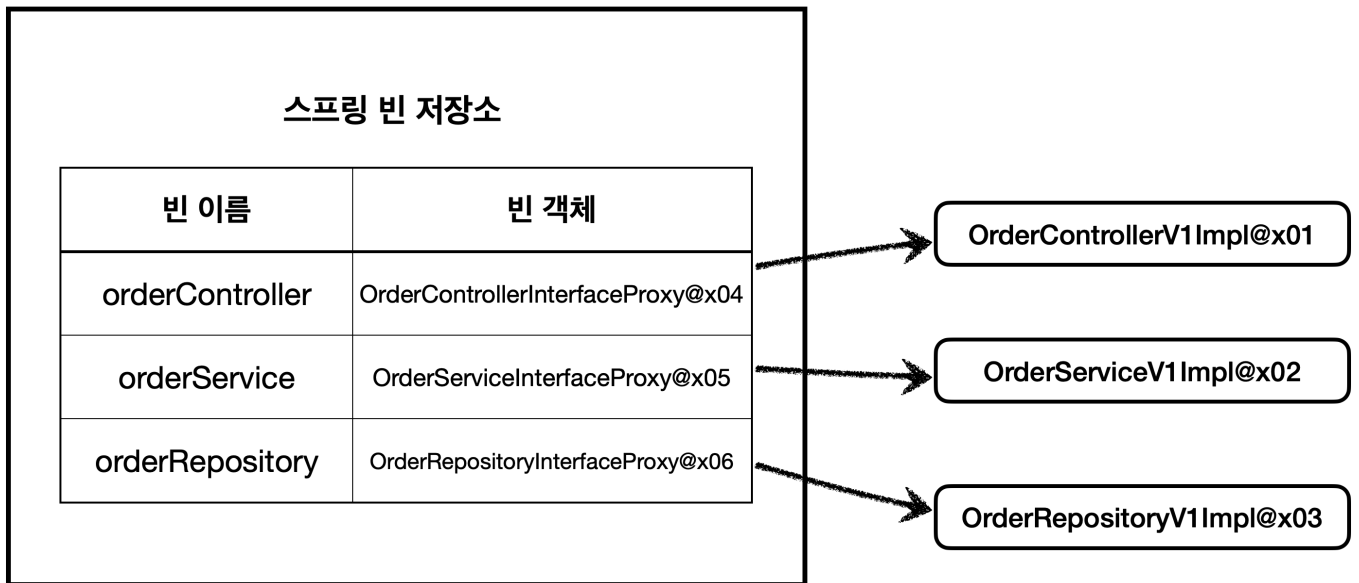 스프링 빈 저장소
빈 이름 빈 객체
orderController OrderControllerInterfaceProxy@x04
orderService OrderServiceInterfaceProxy@x05
orderRepository OrderRepositoryInterfaceProxy@x06
OrderControllerV1Impl@x01
OrderServiceV1Impl@x02
OrderRepositoryV1Impl@x03